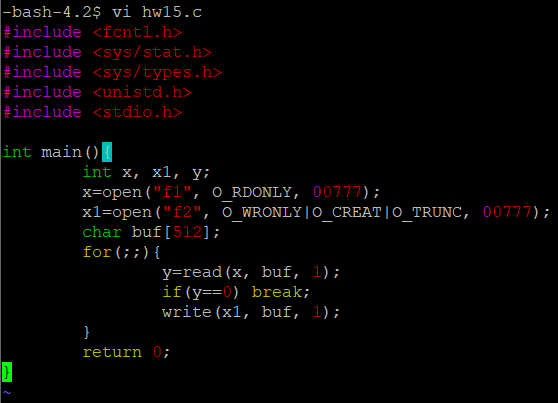 -bash-4.2$ vi hw15.c
#include <fcntl.h>
#include <sys/stat.h>
#include <sys/types.h>
#include <unistd.h>
#include <stdio.h>

int main(){
        int x, x1, y;
        x=open("f1", O_RDONLY, 00777);
        x1=open("f2", O_WRONLY|O_CREAT|O_TRUNC, 00777);
        char buf[512];
        for(;;){
                y=read(x, buf, 1);
                if(y==0) break;
                write(x1, buf, 1);
        }
        return 0;
}
~